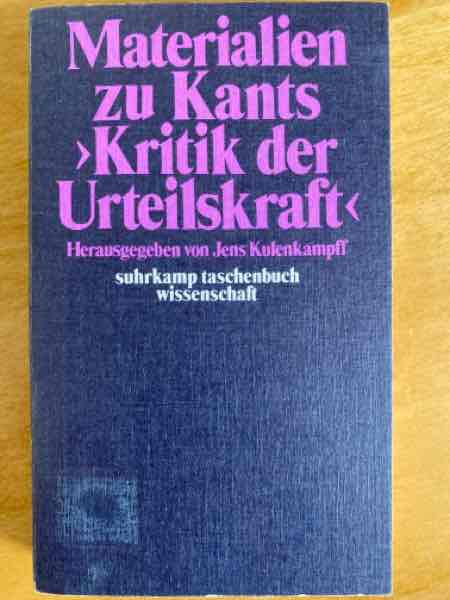 Materialien
zu Kants
›Kritik der
Urteilskraft‹
Herausgegeben von Jens Kulenkampff
suhrkamp taschenbuch
wissenschaft